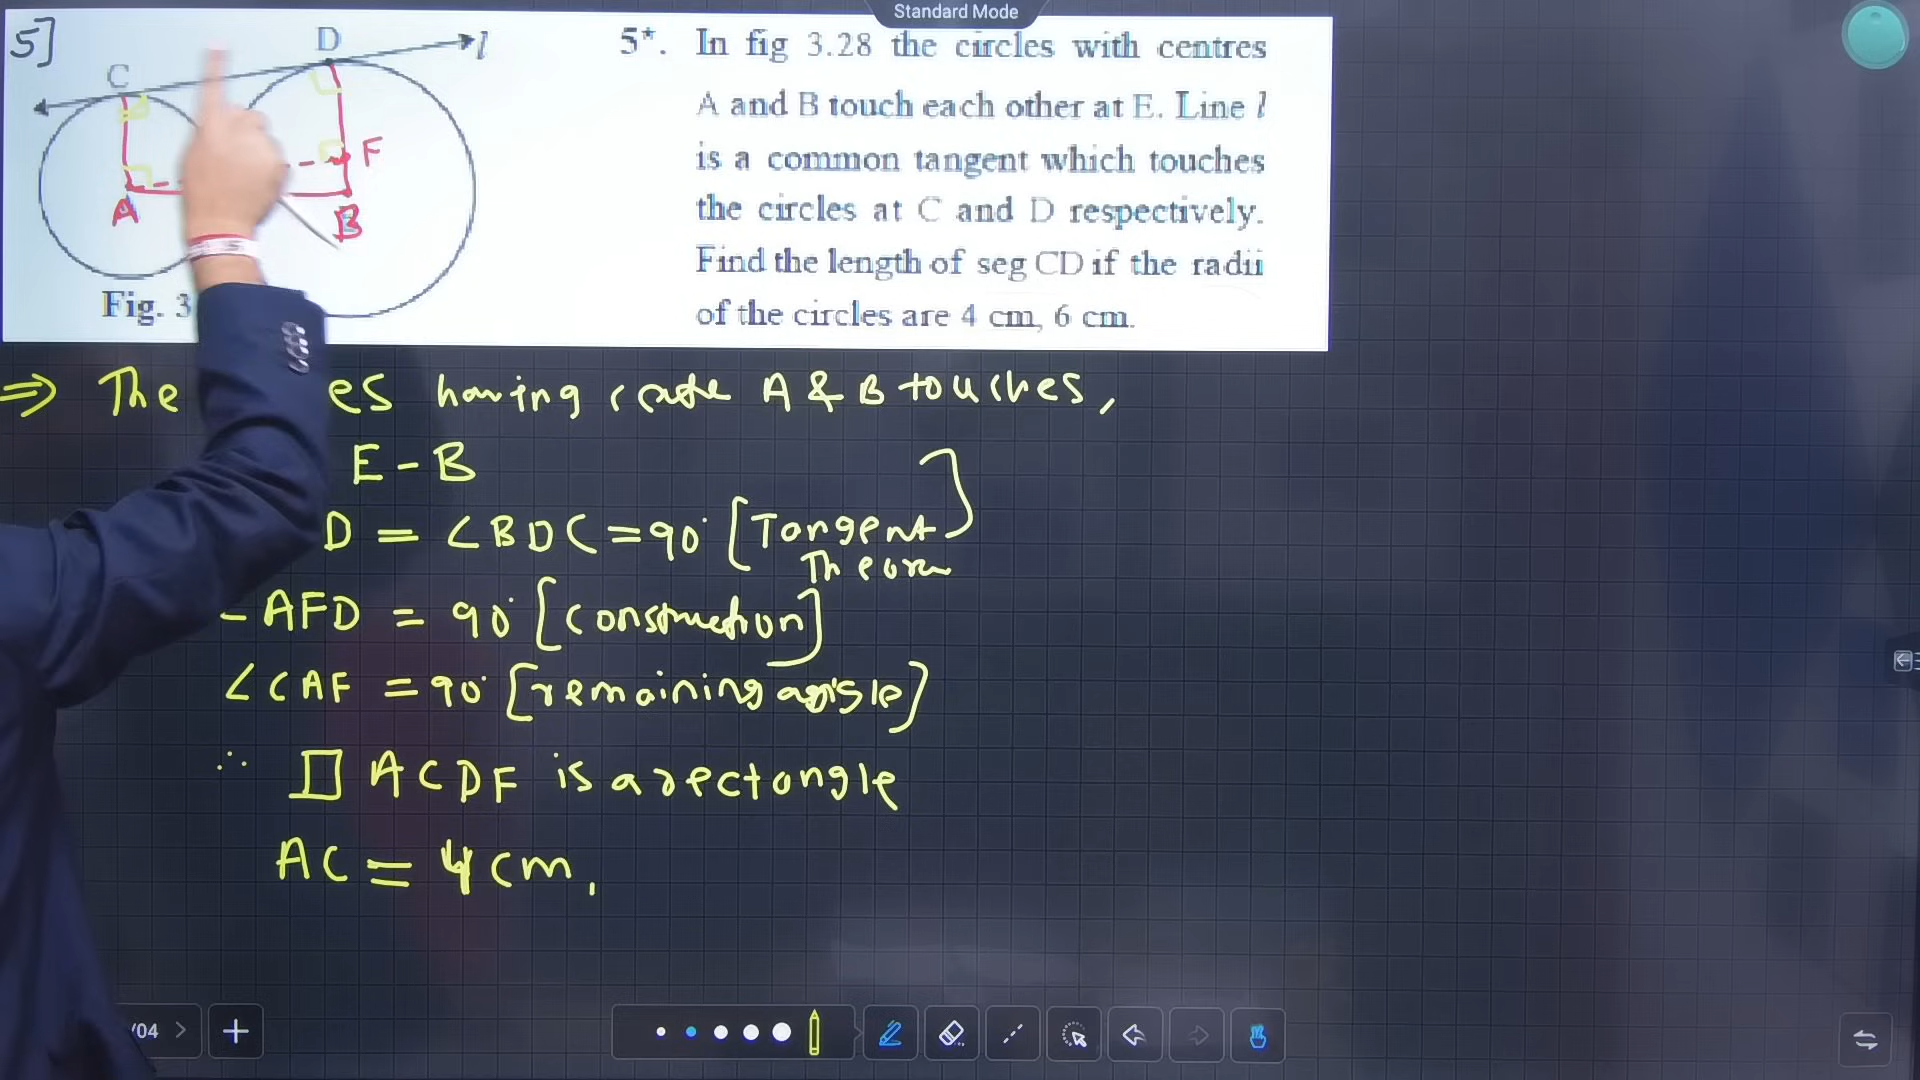 Standard Mode
5]
D
l
C
F
A
B
Fig. 3
5*. In fig 3.28 the circles with centres
A and B touch each other at E. Line l
is a common tangent which touches
the circles at C and D respectively.
Find the length of seg CD if the radii
of the circles are 4 cm, 6 cm.
⇒ The es having A & B touches,
E - B
D = ∠BDC = 90° [Tangent
Theorem]
AFD = 90° [construction]
∠CAF = 90° [remaining angle]
∴ □ ACDF is a rectangle
AC = 4 cm,
/04 >